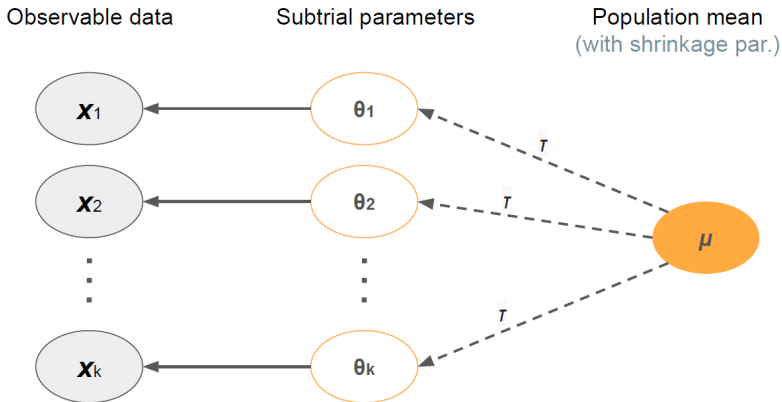 Observable data
Subtrial parameters
Population mean
(with shrinkage par.)
x1
θ1
τ
x2
θ2
τ
μ
τ
xk
θk